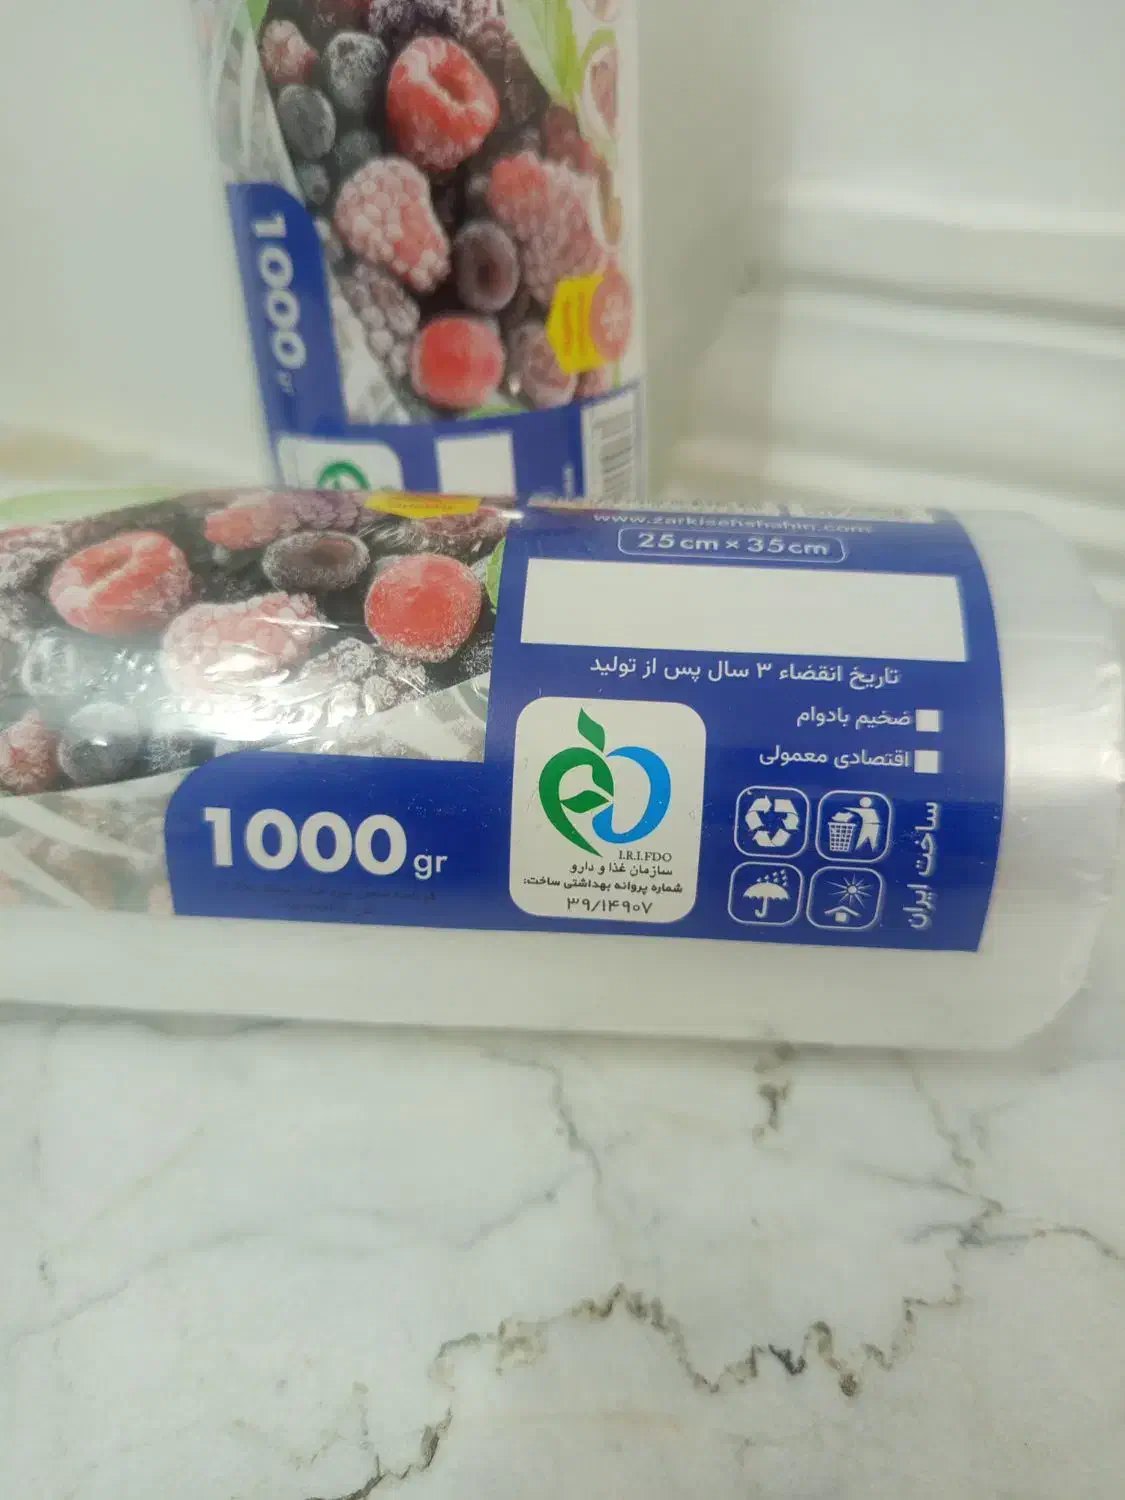 1000 gr
www.zarkisehshahin.com
25cm × 35cm
تاریخ انقضاء ۳ سال پس از تولید
ضخیم بادوام
اقتصادی معمولی
ساخت ایران
I.R.I.FDO
سازمان غذا و دارو
شماره پروانه بهداشتی ساخت:
۳۹/۱۴۹۰۷
1000 gr